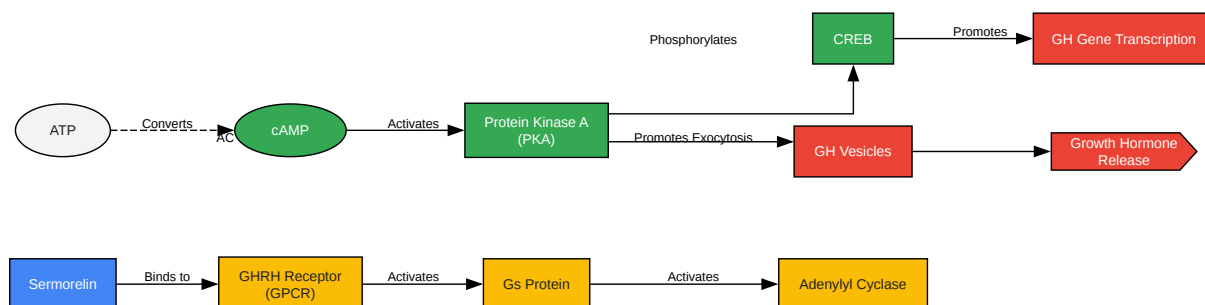 Phosphorylates
CREB
Promotes
GH Gene Transcription
ATP
Converts
AC
cAMP
Activates
Protein Kinase A
(PKA)
Promotes Exocytosis
GH Vesicles
Growth Hormone
Release
Sermorelin
Binds to
GHRH Receptor
(GPCR)
Activates
Gs Protein
Activates
Adenylyl Cyclase